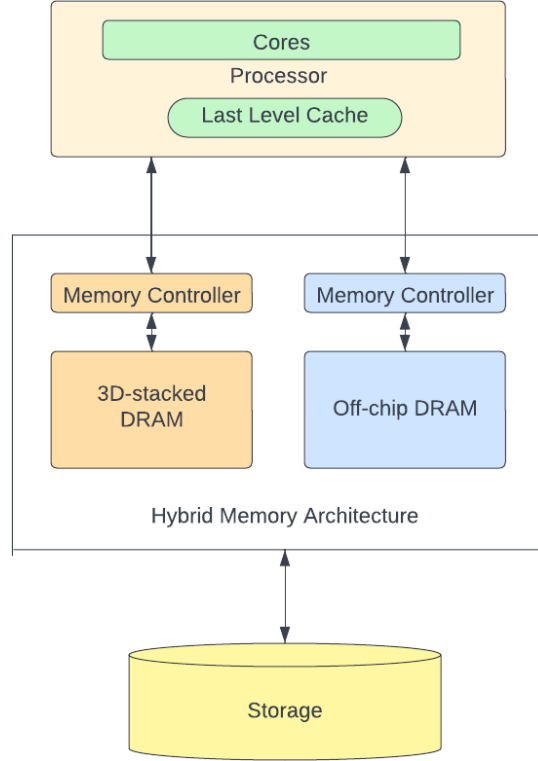 Cores
Processor
Last Level Cache
Memory Controller
Memory Controller
3D-stacked
DRAM
Off-chip DRAM
Hybrid Memory Architecture
Storage